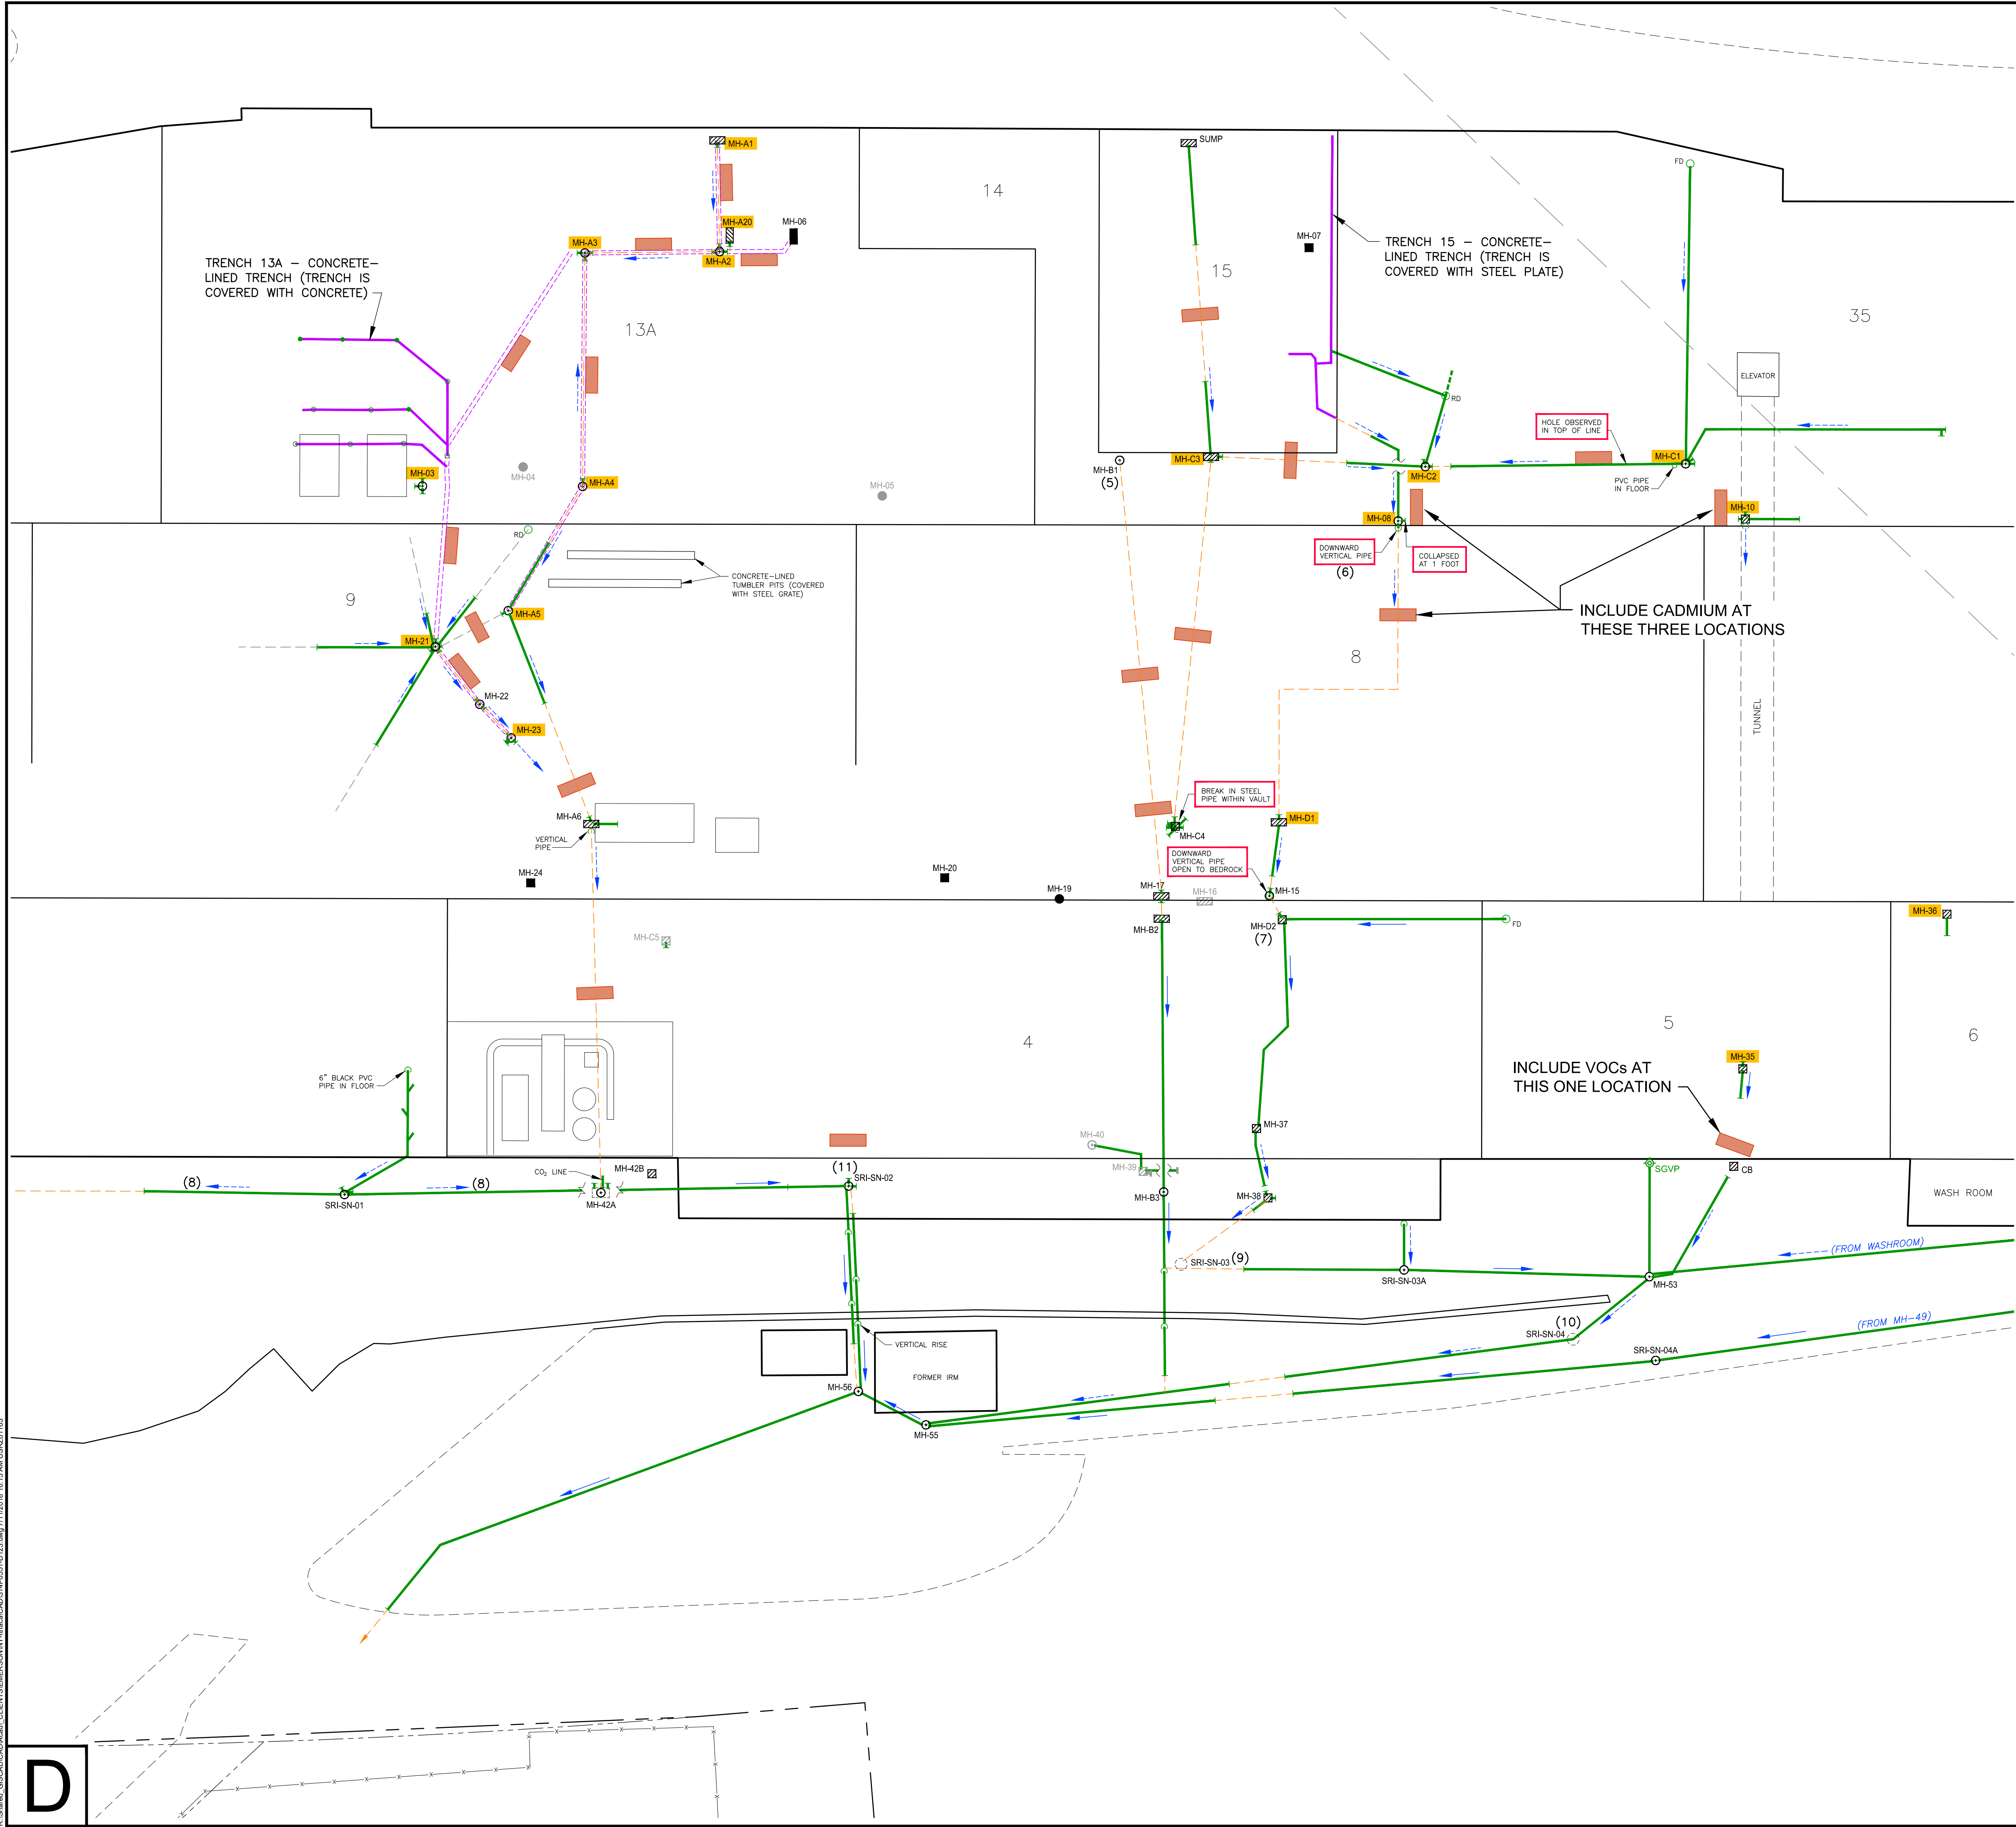 MH-A1
SUMP
FD
14
MH-A20
MH-06
MH-A3
MH-A2
MH-07
TRENCH 15 – CONCRETE–
LINED TRENCH (TRENCH IS
COVERED WITH STEEL PLATE)
TRENCH 13A – CONCRETE–
LINED TRENCH (TRENCH IS
COVERED WITH CONCRETE)
15
35
13A
ELEVATOR
RD
HOLE OBSERVED
IN TOP OF LINE
MH-03
MH-04
MH-A4
MH-05
MH-B1
(5)
MH-C3
MH-C2
MH-C1
PVC PIPE
IN FLOOR
MH-08
MH-10
RD
DOWNWARD
VERTICAL PIPE
(6)
COLLAPSED
AT 1 FOOT
CONCRETE–LINED
TUMBLER PITS (COVERED
WITH STEEL GRATE)
9
MH-A5
INCLUDE CADMIUM AT
THESE THREE LOCATIONS
MH-21
8
MH-22
MH-23
TUNNEL
BREAK IN STEEL
PIPE WITHIN VAULT
MH-A6
VERTICAL
PIPE
MH-C4
MH-D1
DOWNWARD
VERTICAL PIPE
OPEN TO BEDROCK
MH-24
MH-20
MH-19
MH-17
MH-16
MH-15
MH-36
MH-C5
MH-B2
MH-D2
(7)
FD
5
4
6
MH-35
INCLUDE VOCs AT
THIS ONE LOCATION
6" BLACK PVC
PIPE IN FLOOR
MH-37
MH-40
MH-39
CO₂ LINE
MH-42B
(11)
SRI-SN-02
SGVP
CB
(8)
(8)
SRI-SN-01
MH-42A
MH-B3
MH-38
WASH ROOM
SRI-SN-03
(9)
SRI-SN-03A
MH-53
(FROM WASHROOM)
(10)
SRI-SN-04
(FROM MH–49)
VERTICAL RISE
SRI-SN-04A
FORMER IRM
MH-56
MH-55
D